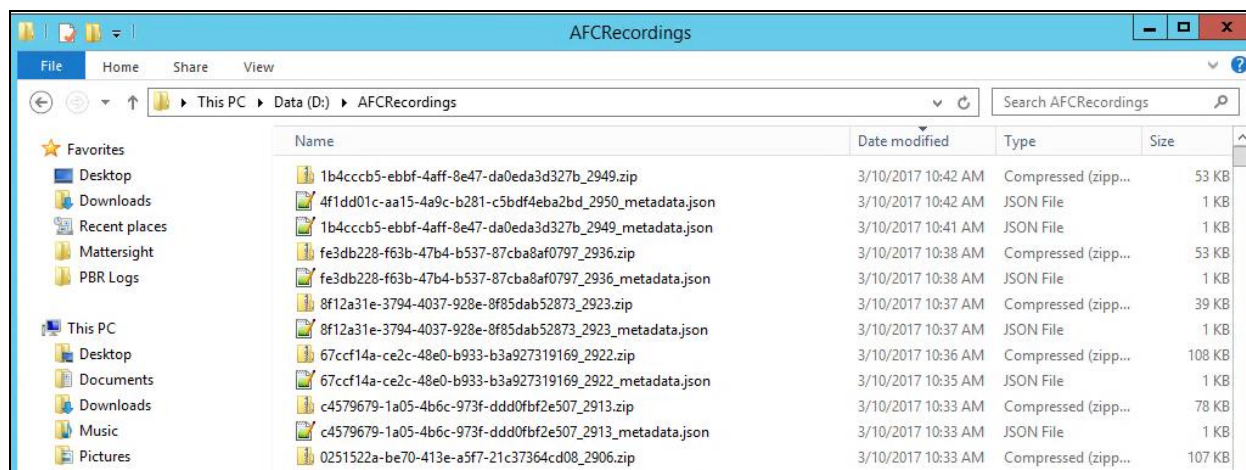 AFCRecordings
File Home Share View
This PC Data (D:) AFCRecordings Search AFCRecordings
Name Date modified Type Size
Favorites
Desktop
Downloads
Recent places
Mattersight
PBR Logs
This PC
Desktop
Documents
Downloads
Music
Pictures
1b4cccb5-ebbf-4aff-8e47-da0eda3d327b_2949.zip 3/10/2017 10:42 AM Compressed (zipp... 53 KB
4f1dd01c-aa15-4a9c-b281-c5bdf4eba2bd_2950_metadata.json 3/10/2017 10:42 AM JSON File 1 KB
1b4cccb5-ebbf-4aff-8e47-da0eda3d327b_2949_metadata.json 3/10/2017 10:41 AM JSON File 1 KB
fe3db228-f63b-47b4-b537-87cba8af0797_2936.zip 3/10/2017 10:38 AM Compressed (zipp... 53 KB
fe3db228-f63b-47b4-b537-87cba8af0797_2936_metadata.json 3/10/2017 10:38 AM JSON File 1 KB
8f12a31e-3794-4037-928e-8f85dab52873_2923.zip 3/10/2017 10:37 AM Compressed (zipp... 39 KB
8f12a31e-3794-4037-928e-8f85dab52873_2923_metadata.json 3/10/2017 10:37 AM JSON File 1 KB
67ccf14a-ce2c-48e0-b933-b3a927319169_2922.zip 3/10/2017 10:36 AM Compressed (zipp... 108 KB
67ccf14a-ce2c-48e0-b933-b3a927319169_2922_metadata.json 3/10/2017 10:35 AM JSON File 1 KB
c4579679-1a05-4b6c-973f-ddd0fbf2e507_2913.zip 3/10/2017 10:33 AM Compressed (zipp... 78 KB
c4579679-1a05-4b6c-973f-ddd0fbf2e507_2913_metadata.json 3/10/2017 10:33 AM JSON File 1 KB
0251522a-be70-413e-a5f7-21c37364cd08_2906.zip 3/10/2017 10:33 AM Compressed (zipp... 107 KB